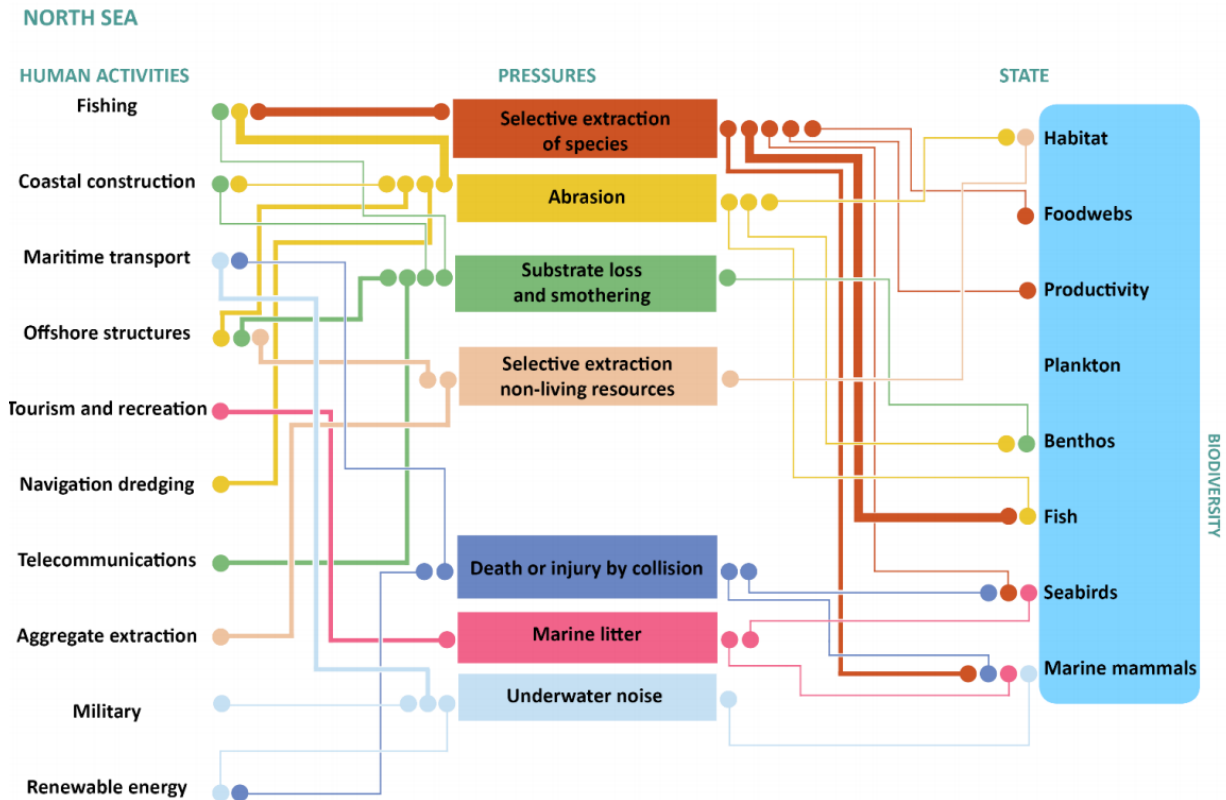 NORTH SEA
HUMAN ACTIVITIES
PRESSURES
STATE
Fishing
Coastal construction
Maritime transport
Offshore structures
Tourism and recreation
Navigation dredging
Telecommunications
Aggregate extraction
Military
Renewable energy
Selective extraction
of species
Abrasion
Substrate loss
and smothering
Selective extraction
non-living resources
Death or injury by collision
Marine litter
Underwater noise
Habitat
Foodwebs
Productivity
Plankton
Benthos
Fish
Seabirds
Marine mammals
BIODIVERSITY